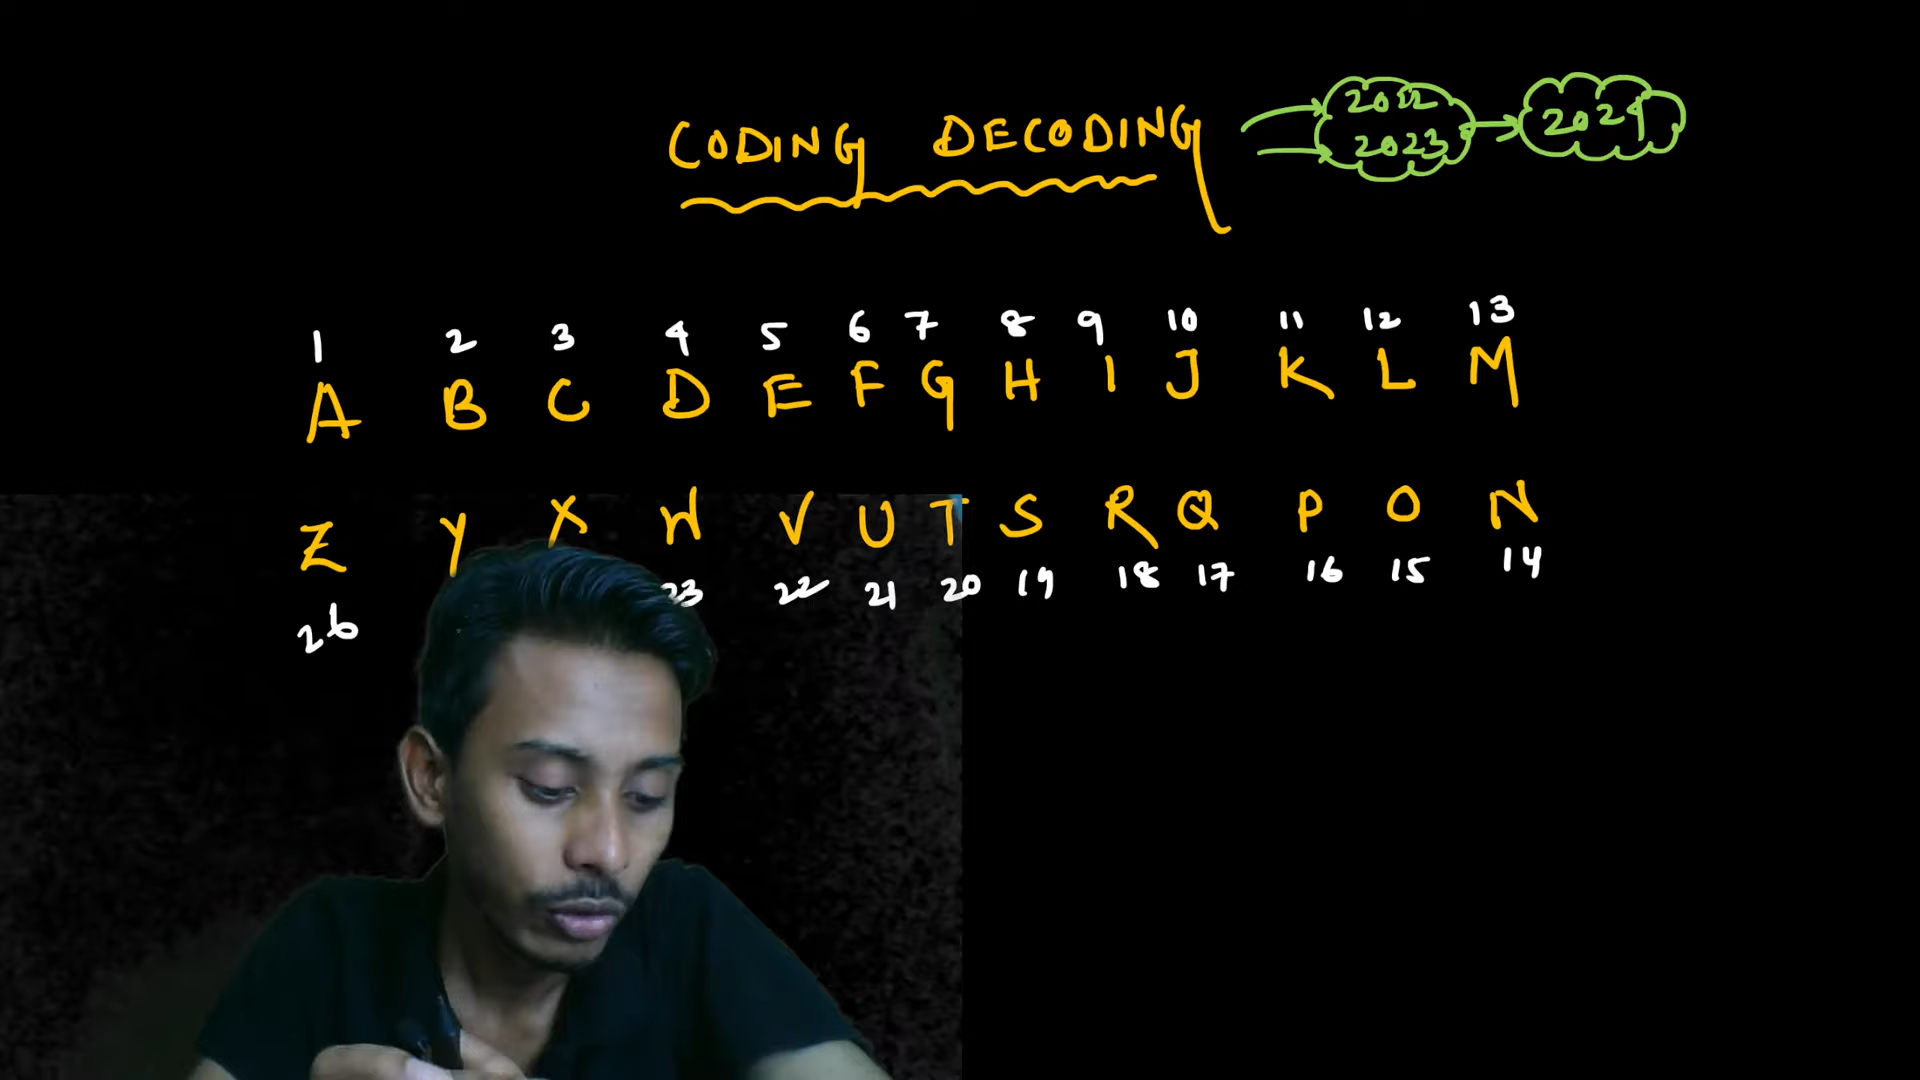 CODING DECODING
2022
2023
2024
1 2 3 4 5 6 7 8 9 10 11 12 13
A B C D E F G H I J K L M
Z Y X W V U T S R Q P O N
26 23 22 21 20 19 18 17 16 15 14